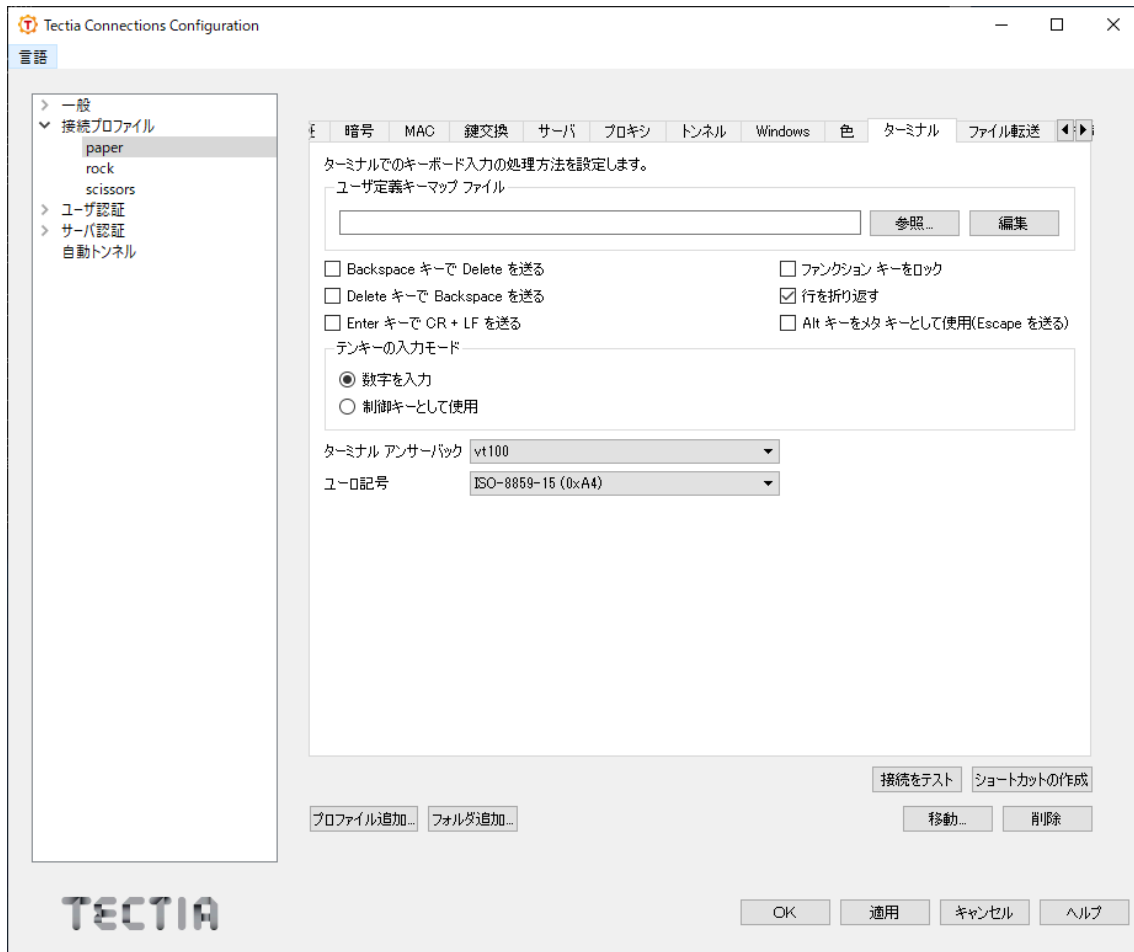 Tectia Connections Configuration
言語
一般
接続プロファイル
paper
rock
scissors
ユーザ認証
サーバ認証
自動トンネル
暗号 MAC 鍵交換 サーバ プロキシ トンネル Windows 色 ターミナル ファイル転送
ターミナルでのキーボード入力の処理方法を設定します。
ユーザ定義キーマップ ファイル
参照... 編集
Backspace キーで Delete を送る ファンクション キーをロック
Delete キーで Backspace を送る 行を折り返す
Enter キーで CR + LF を送る Alt キーをメタ キーとして使用(Escape を送る)
テンキーの入力モード
数字を入力
制御キーとして使用
ターミナル アンサーバック vt100
ユーロ記号 ISO-8859-15 (0xA4)
接続をテスト ショートカットの作成
プロファイル追加... フォルダ追加... 移動... 削除
TECTIA
OK 適用 キャンセル ヘルプ